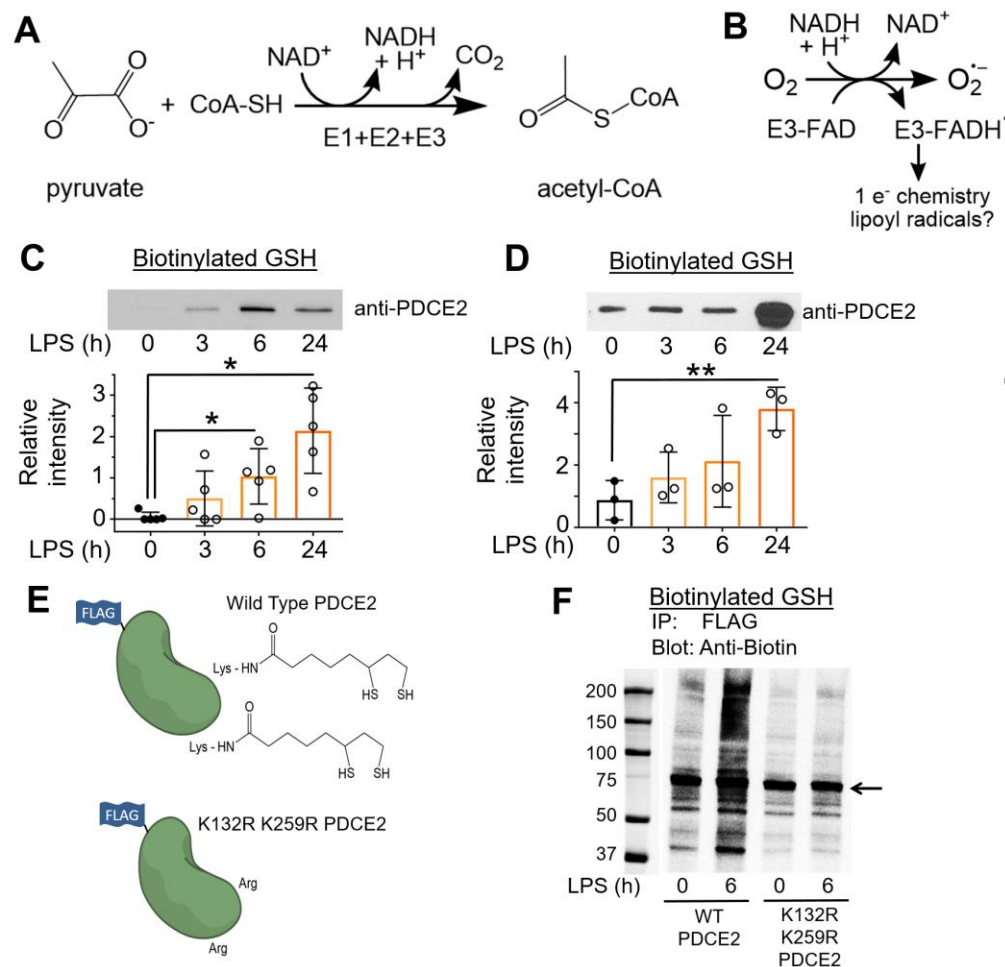 A
NAD⁺
NADH
+ H⁺
CO₂
O
O
O⁻
+ CoA-SH
E1+E2+E3
O
S
CoA
pyruvate
acetyl-CoA
B
NADH
+ H⁺
NAD⁺
O₂
O₂•⁻
E3-FAD
E3-FADH•
1 e⁻ chemistry
lipoyl radicals?
C
Biotinylated GSH
anti-PDCE2
LPS (h) 0 3 6 24
*
*
Relative
intensity
3
2
1
0
LPS (h) 0 3 6 24
D
Biotinylated GSH
anti-PDCE2
LPS (h) 0 3 6 24
**
Relative
intensity
4
2
0
LPS (h) 0 3 6 24
E
FLAG
Wild Type PDCE2
O
Lys - HN
HS
SH
O
Lys - HN
HS
SH
FLAG
K132R K259R PDCE2
Arg
Arg
F
Biotinylated GSH
IP: FLAG
Blot: Anti-Biotin
200
150
100
75
50
37
LPS (h) 0 6 0 6
WT
PDCE2
K132R
K259R
PDCE2